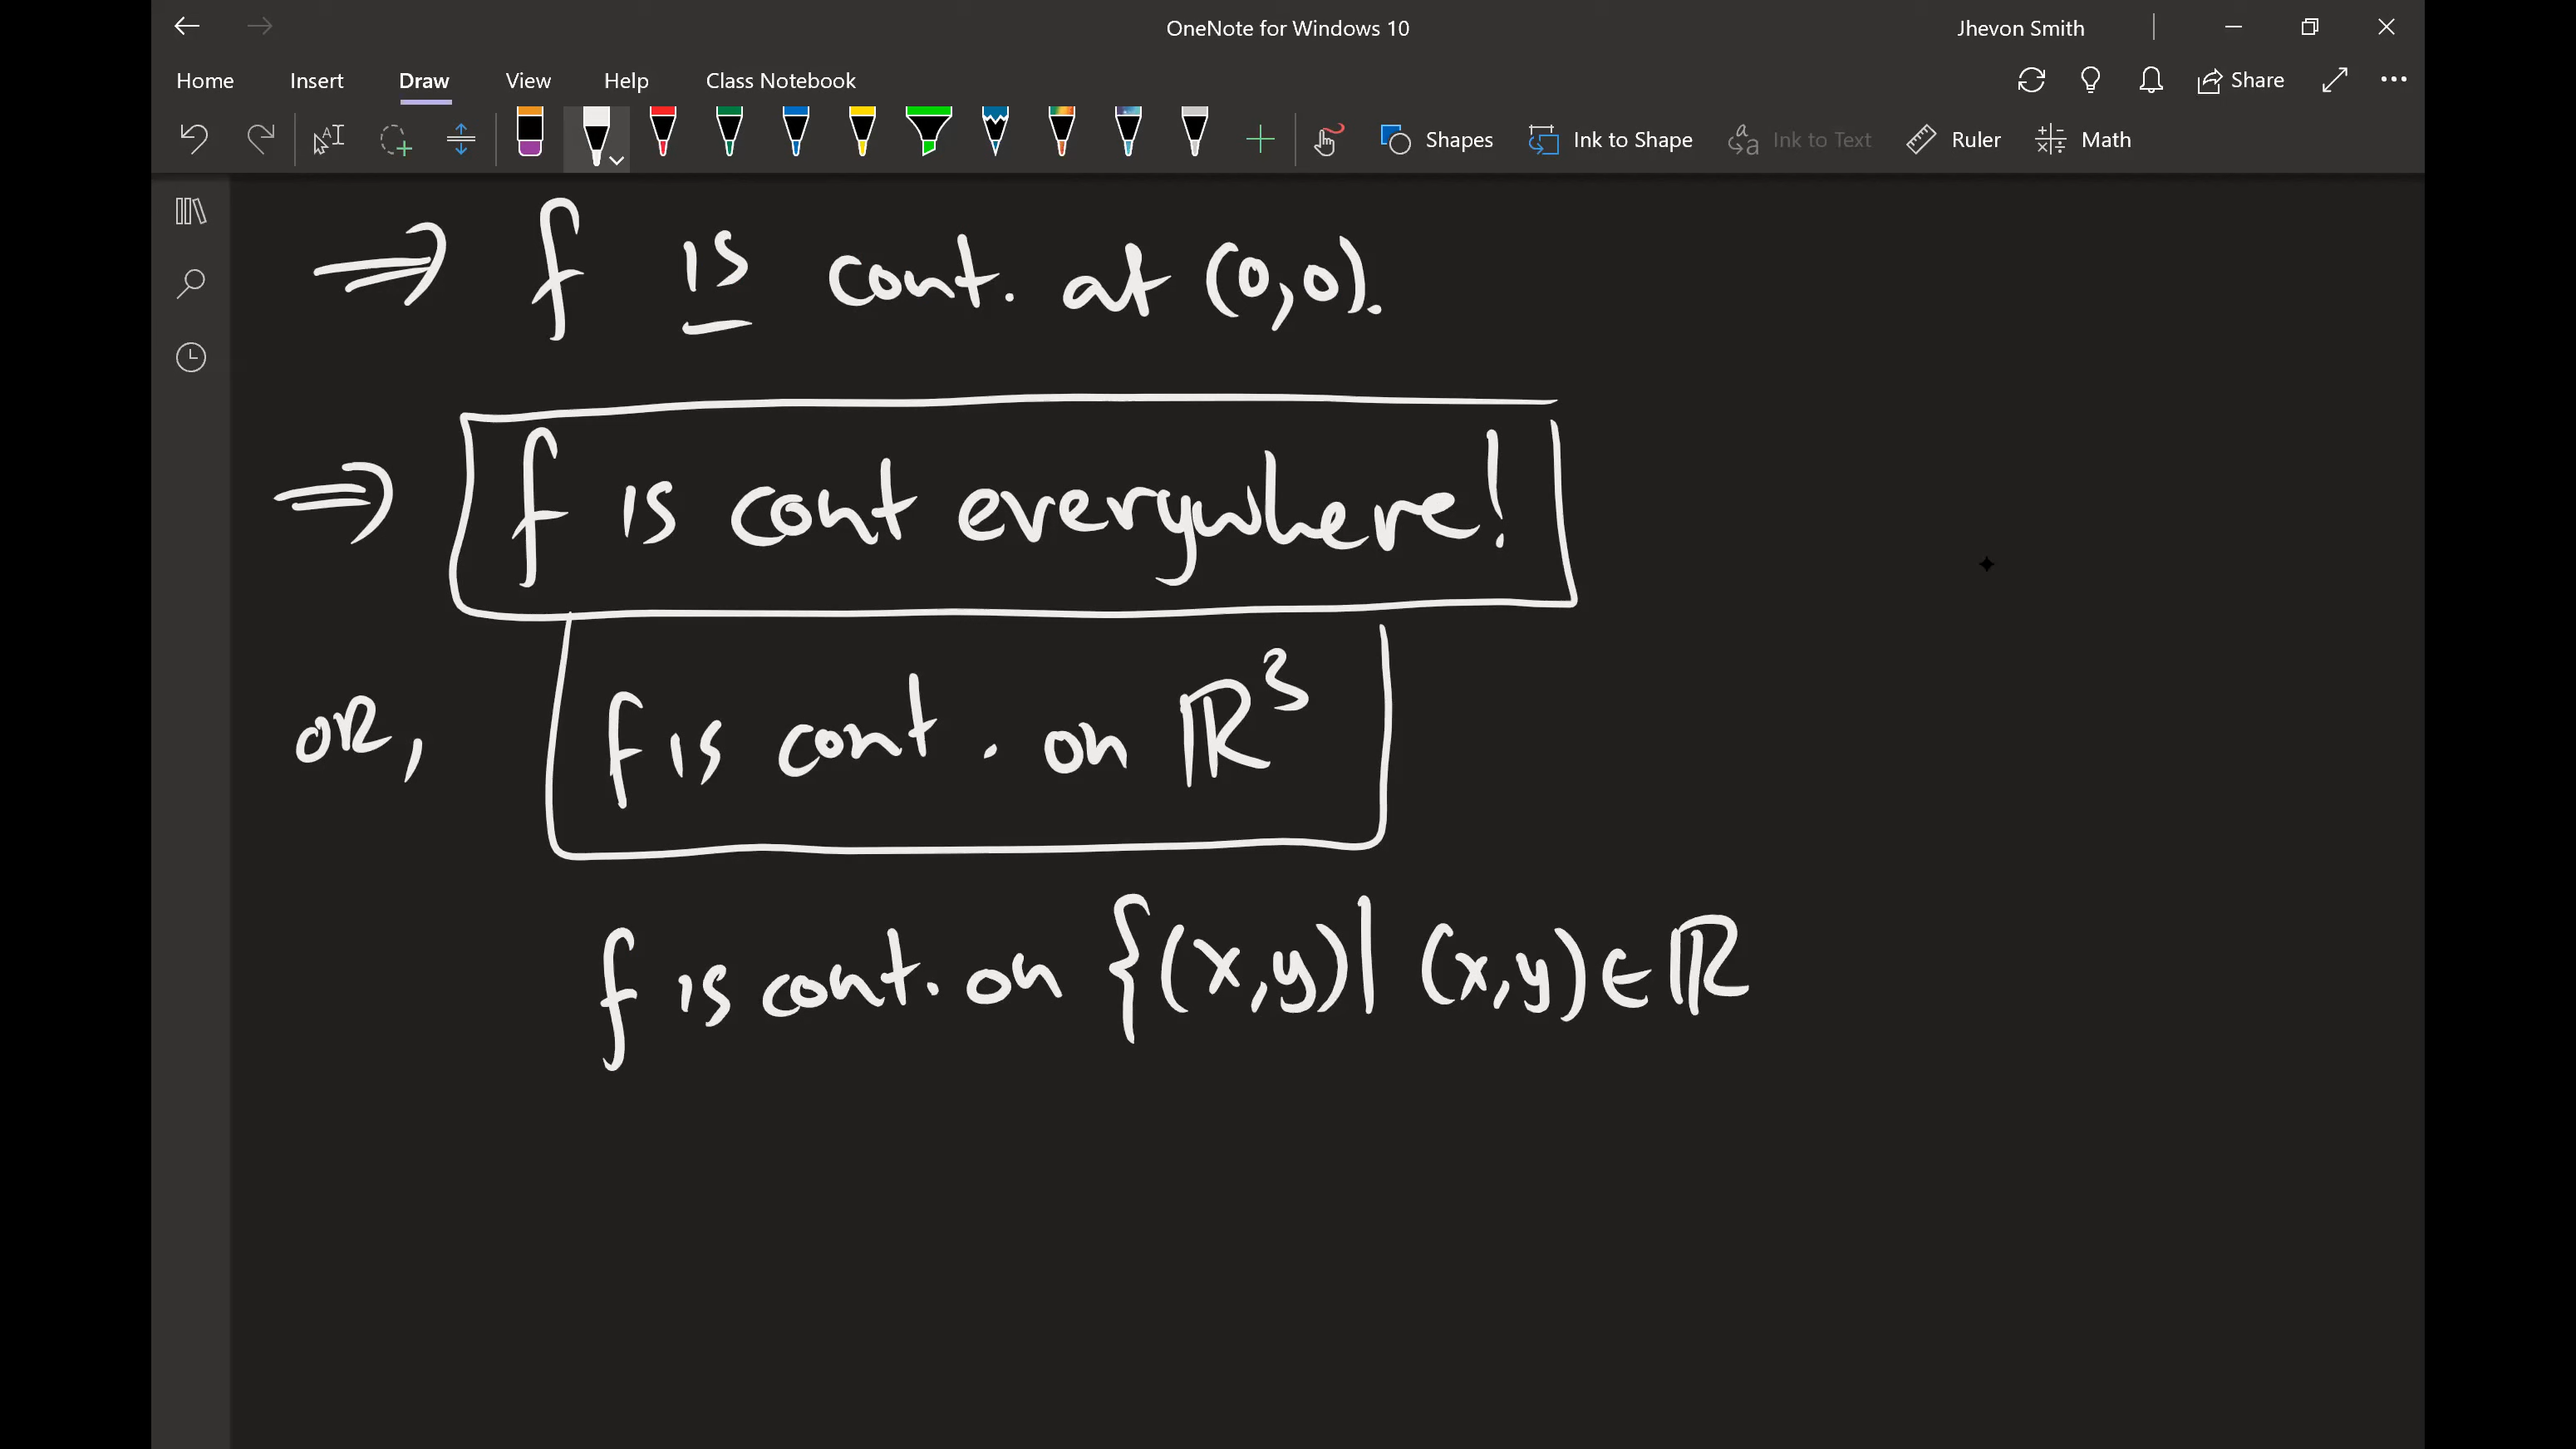 OneNote for Windows 10
Jhevon Smith
Home Insert Draw View Help Class Notebook Share
Shapes Ink to Shape Ink to Text Ruler Math
⇒ f is cont. at (0,0).
⇒ f is cont everywhere!
OR, f is cont. on ℝ³
f is cont. on {(x,y)| (x,y)∈ℝ